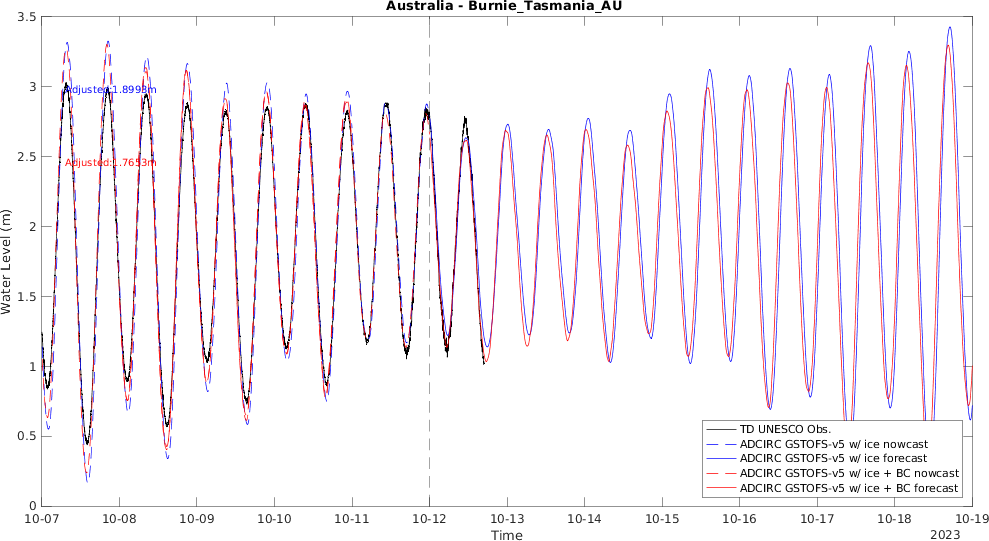 Australia - Burnie_Tasmania_AU
3.5
3
2.5
2
1.5
1
0.5
0
Water Level (m)
Adjusted:1.8993m
Adjusted:1.7653m
TD UNESCO Obs.
ADCIRC GSTOFS-v5 w/ ice nowcast
ADCIRC GSTOFS-v5 w/ ice forecast
ADCIRC GSTOFS-v5 w/ ice + BC nowcast
ADCIRC GSTOFS-v5 w/ ice + BC forecast
10-07 10-08 10-09 10-10 10-11 10-12 10-13 10-14 10-15 10-16 10-17 10-18 10-19
Time
2023